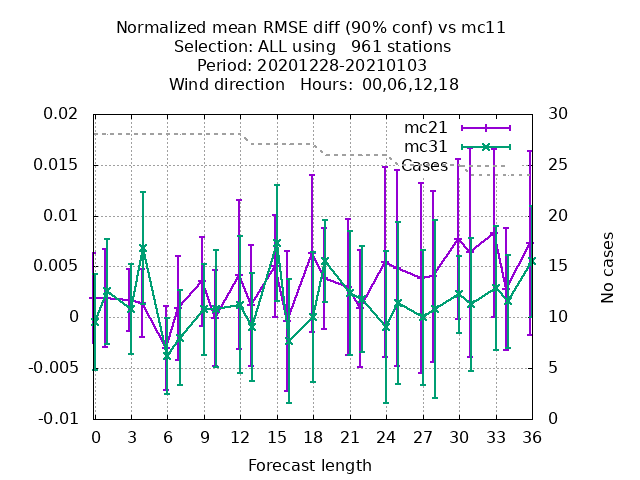 Normalized mean RMSE diff (90% conf) vs mc11
Selection: ALL using   961 stations
Period: 20201228-20210103
Wind direction   Hours:  00,06,12,18
0.02
0.015
0.01
0.005
0
-0.005
-0.01
30
25
20
15
10
5
0
No cases
mc21
mc31
Cases
0 3 6 9 12 15 18 21 24 27 30 33 36
Forecast length